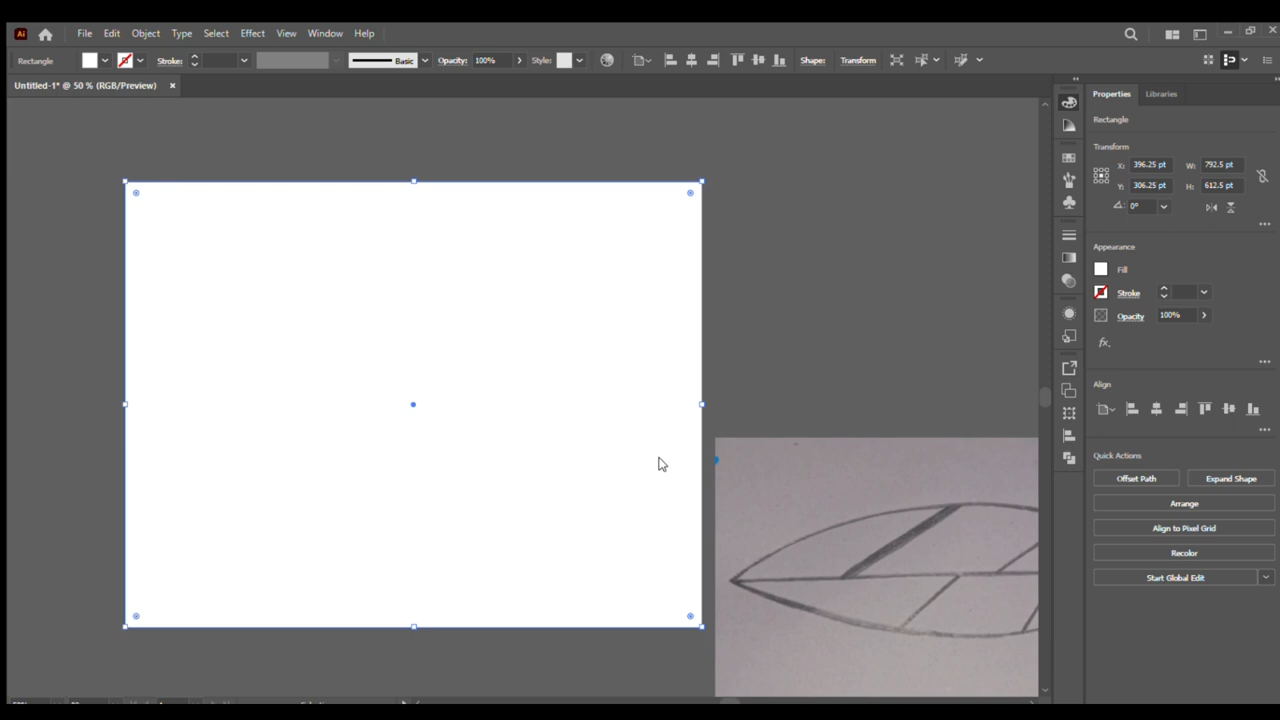 Ai File Edit Object Type Select Effect View Window Help
Rectangle Stroke: Basic Opacity: 100% Style: Shape: Transform
Untitled-1* @ 50 % (RGB/Preview)
Properties Libraries
Rectangle
Transform
X: 396.25 pt W: 792.5 pt
Y: 306.25 pt H: 612.5 pt
0°
Appearance
Fill
Stroke
Opacity 100%
fx.
Align
Quick Actions
Offset Path Expand Shape
Arrange
Align to Pixel Grid
Recolor
Start Global Edit